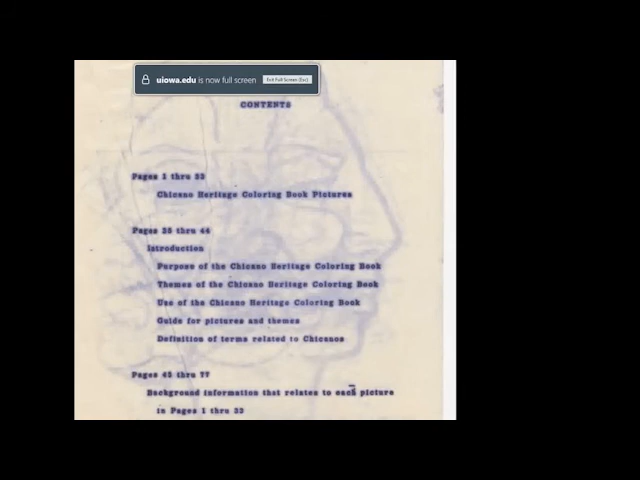 uiowa.edu is now full screen Exit Full Screen (Esc)
CONTENTS
Pages 1 thru 33
Chicano Heritage Coloring Book Pictures
Pages 35 thru 44
Introduction
Purpose of the Chicano Heritage Coloring Book
Themes of the Chicano Heritage Coloring Book
Use of the Chicano Heritage Coloring Book
Guide for pictures and themes
Definition of terms related to Chicanos
Pages 45 thru 77
Background information that relates to each picture
in Pages 1 thru 33